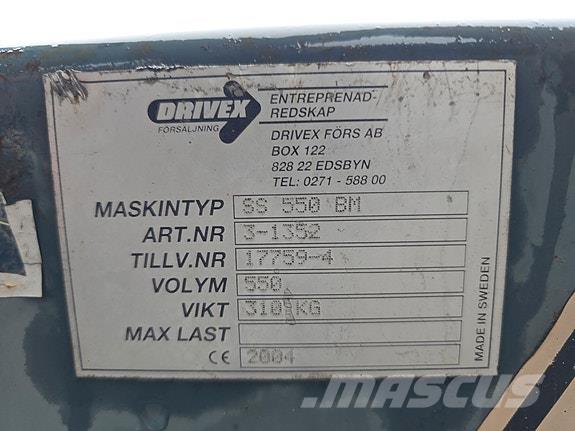 DRIVEX
FÖRSÄLJNING
ENTREPRENAD-
REDSKAP
DRIVEX FÖRS AB
BOX 122
828 22 EDSBYN
TEL: 0271 - 588 00
MASKINTYP SS 550 BM
ART.NR 3-1352
TILLV.NR 17759-4
VOLYM 550
VIKT 310 KG
MAX LAST
CE 2004
MADE IN SWEDEN
MASCUS